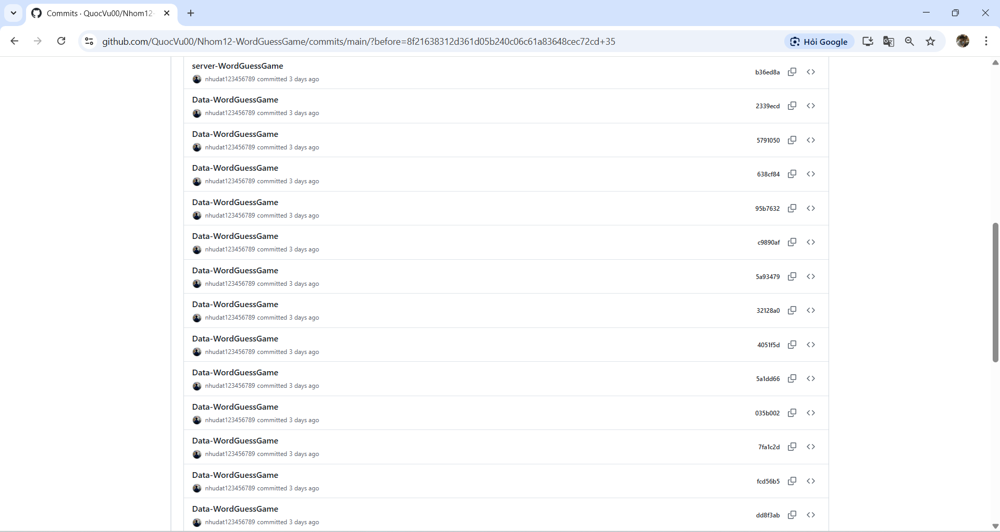 Commits · QuocVu00/Nhom12-
github.com/QuocVu00/Nhom12-WordGuessGame/commits/main/?before=8f21638312d361d05b240c06c61a83648cec72cd+35
Hỏi Google
server-WordGuessGame
nhudat123456789 committed 3 days ago
b36ed8a
Data-WordGuessGame
nhudat123456789 committed 3 days ago
2339ecd
Data-WordGuessGame
nhudat123456789 committed 3 days ago
5791050
Data-WordGuessGame
nhudat123456789 committed 3 days ago
638cf84
Data-WordGuessGame
nhudat123456789 committed 3 days ago
95b7632
Data-WordGuessGame
nhudat123456789 committed 3 days ago
c9890af
Data-WordGuessGame
nhudat123456789 committed 3 days ago
5a93479
Data-WordGuessGame
nhudat123456789 committed 3 days ago
32128a0
Data-WordGuessGame
nhudat123456789 committed 3 days ago
4051f5d
Data-WordGuessGame
nhudat123456789 committed 3 days ago
5a1dd66
Data-WordGuessGame
nhudat123456789 committed 3 days ago
035b002
Data-WordGuessGame
nhudat123456789 committed 3 days ago
7fa1c2d
Data-WordGuessGame
nhudat123456789 committed 3 days ago
fcd56b5
Data-WordGuessGame
nhudat123456789 committed 3 days ago
dd8f3ab